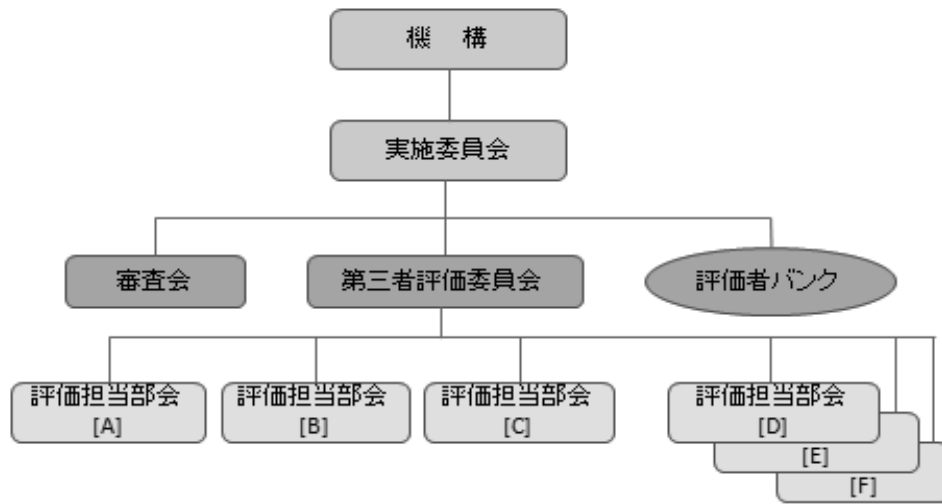 機 構
実施委員会
審査会
第三者評価委員会
評価者バンク
評価担当部会
[A]
評価担当部会
[B]
評価担当部会
[C]
評価担当部会
[D]
[E]
[F]